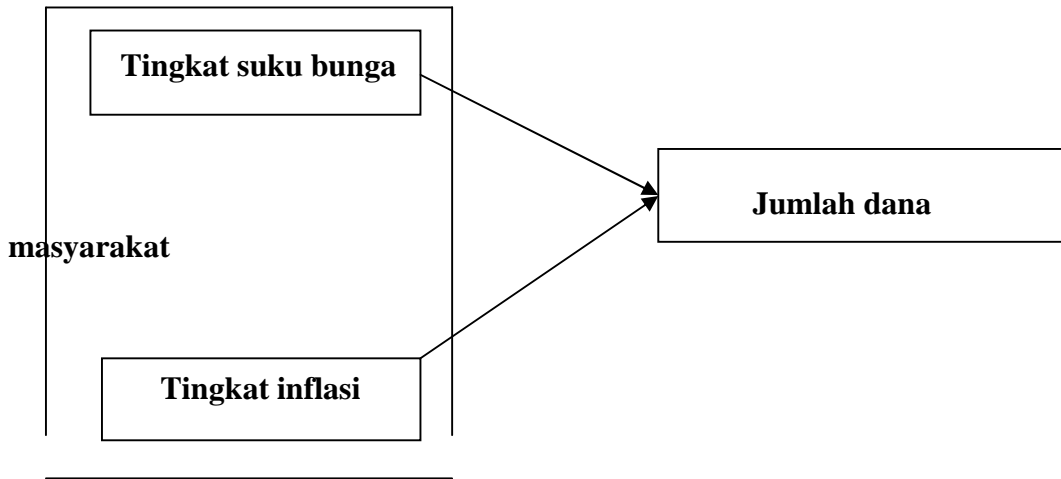 Tingkat suku bunga
Jumlah dana
masyarakat
Tingkat inflasi